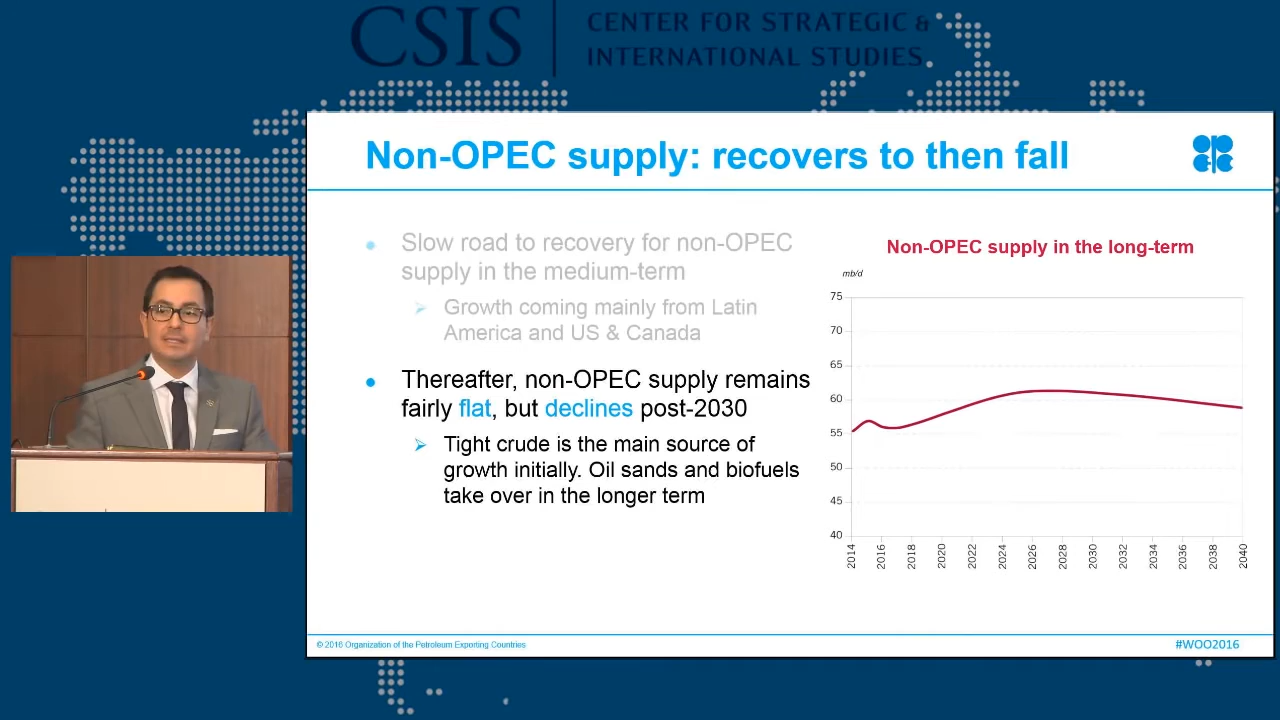 CSIS
CENTER FOR STRATEGIC &
INTERNATIONAL STUDIES
Non-OPEC supply: recovers to then fall
Slow road to recovery for non-OPEC
supply in the medium-term
Growth coming mainly from Latin
America and US & Canada
Thereafter, non-OPEC supply remains
fairly flat, but declines post-2030
Tight crude is the main source of
growth initially. Oil sands and biofuels
take over in the longer term
Non-OPEC supply in the long-term
mb/d
75
70
65
60
55
50
45
40
2014
2016
2018
2020
2022
2024
2026
2028
2030
2032
2034
2036
2038
2040
© 2016 Organization of the Petroleum Exporting Countries
#WOO2016